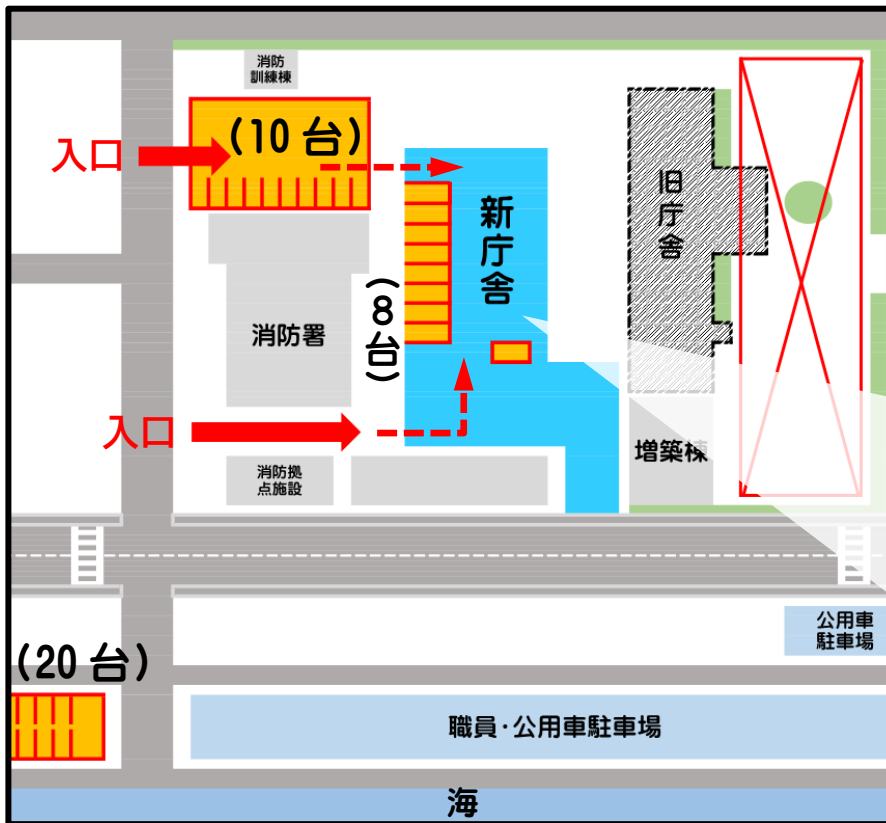 消防
訓練棟
(10台)
入口
新庁舎
旧庁舎
(8台)
消防署
入口
増築棟
消防拠
点施設
公用車
駐車場
(20台)
職員・公用車駐車場
海